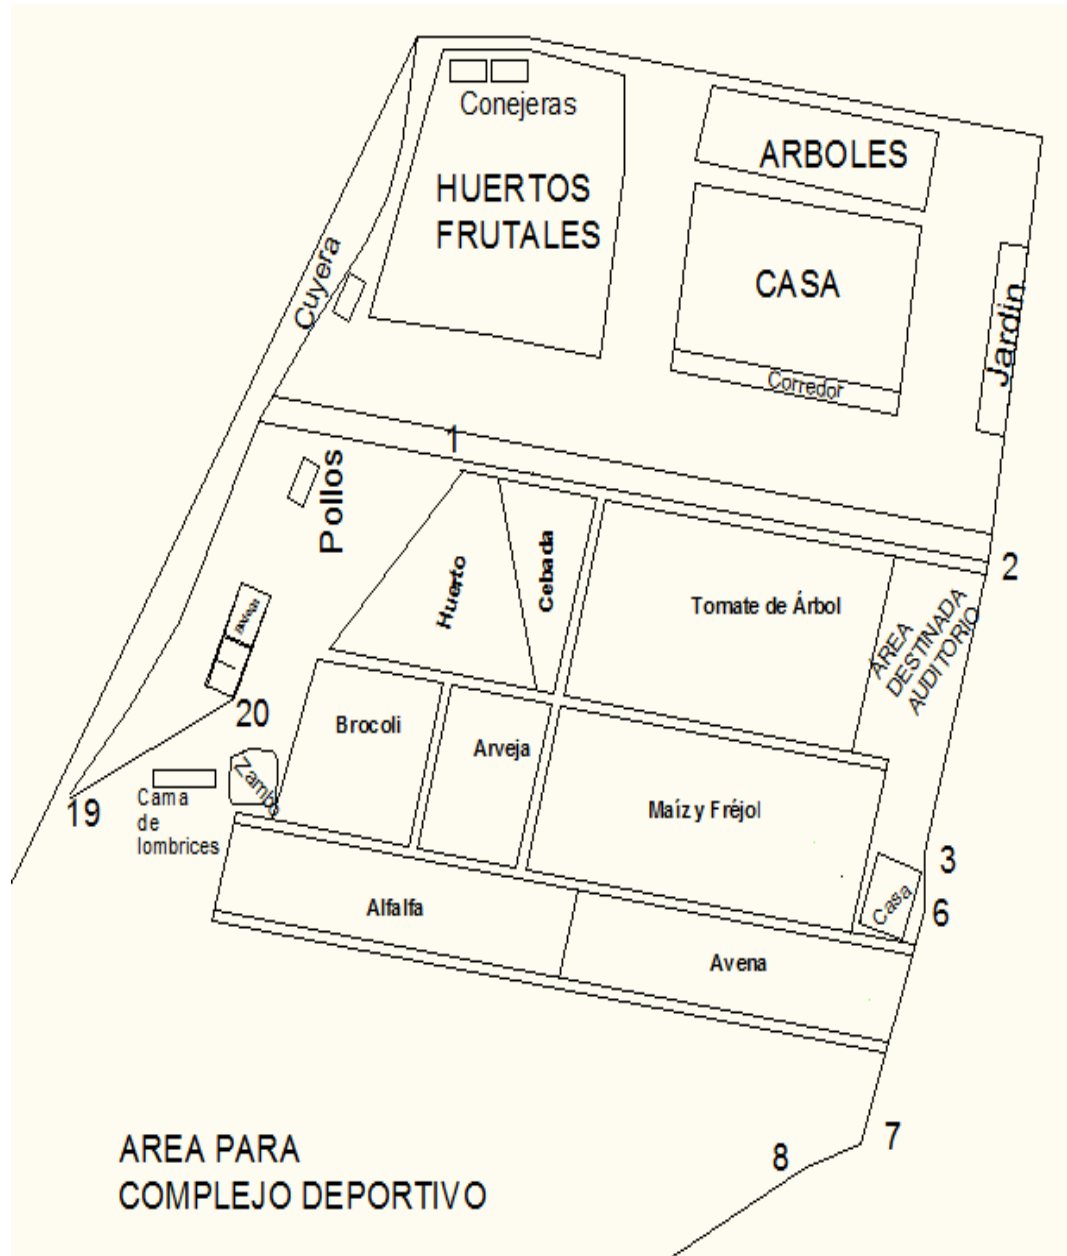 Conejeras
ARBOLES
HUERTOS
FRUTALES
Cuyera
CASA
Jardin
Corredor
1
Pollos
Huerto
Cebada
Tomate de Árbol
2
AREA
DESTINADA
AUDITORIO
20
Brocoli
Arveja
Zambo
Maíz y Fréjol
19
Cama
de
lombrices
3
Casa
6
Alfalfa
Avena
7
8
AREA PARA
COMPLEJO DEPORTIVO